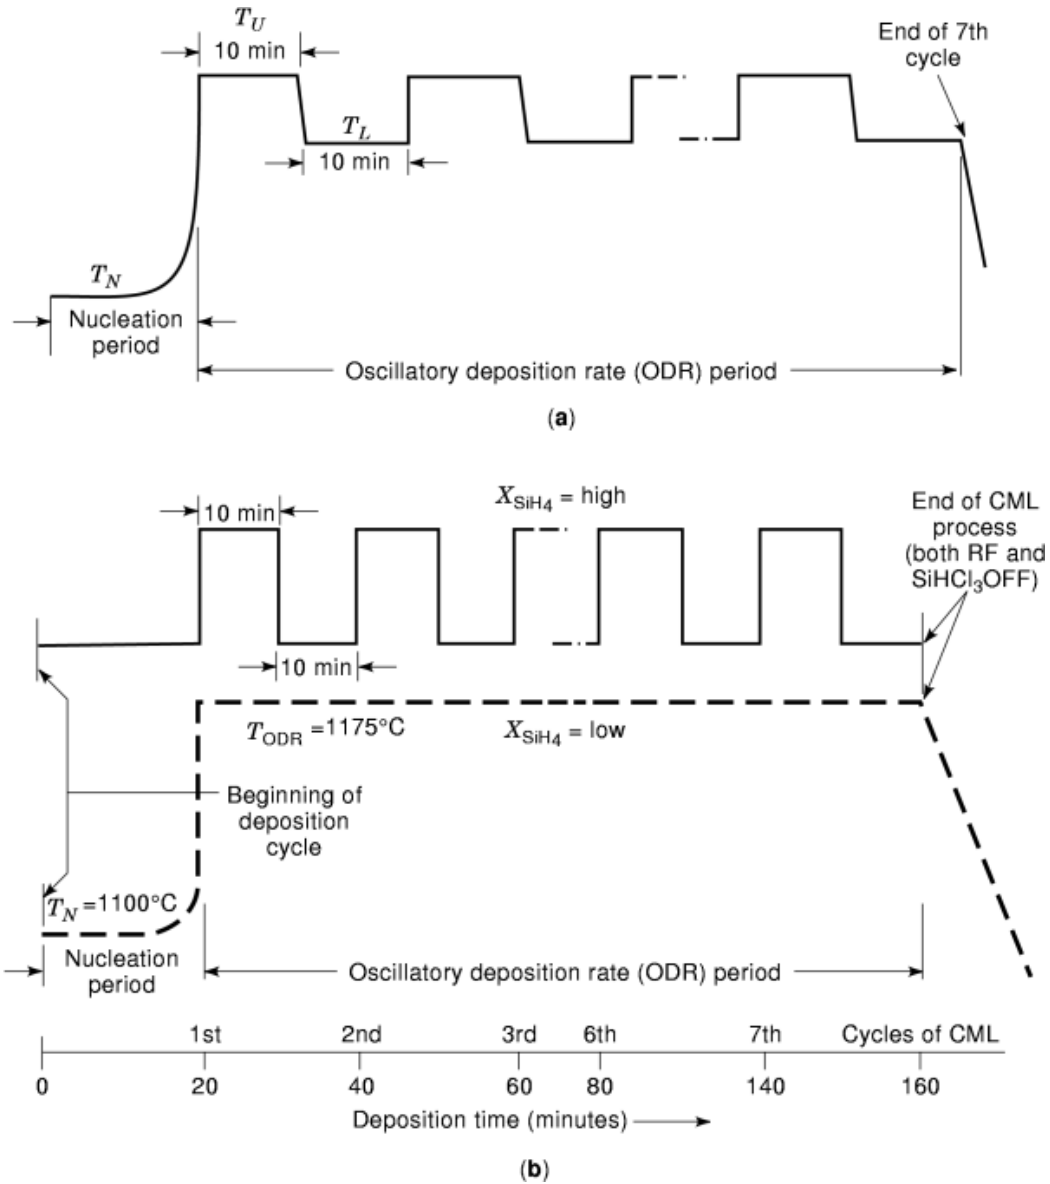 T_U
10 min
End of 7th
cycle
T_L
10 min
T_N
Nucleation
period
Oscillatory deposition rate (ODR) period
(a)
10 min
X_SiH4 = high
End of CML
process
(both RF and
SiHCl3OFF)
10 min
T_ODR =1175°C
X_SiH4 = low
Beginning of
deposition
cycle
T_N =1100°C
Nucleation
period
Oscillatory deposition rate (ODR) period
1st 2nd 3rd 6th 7th Cycles of CML
0 20 40 60 80 140 160
Deposition time (minutes)
(b)